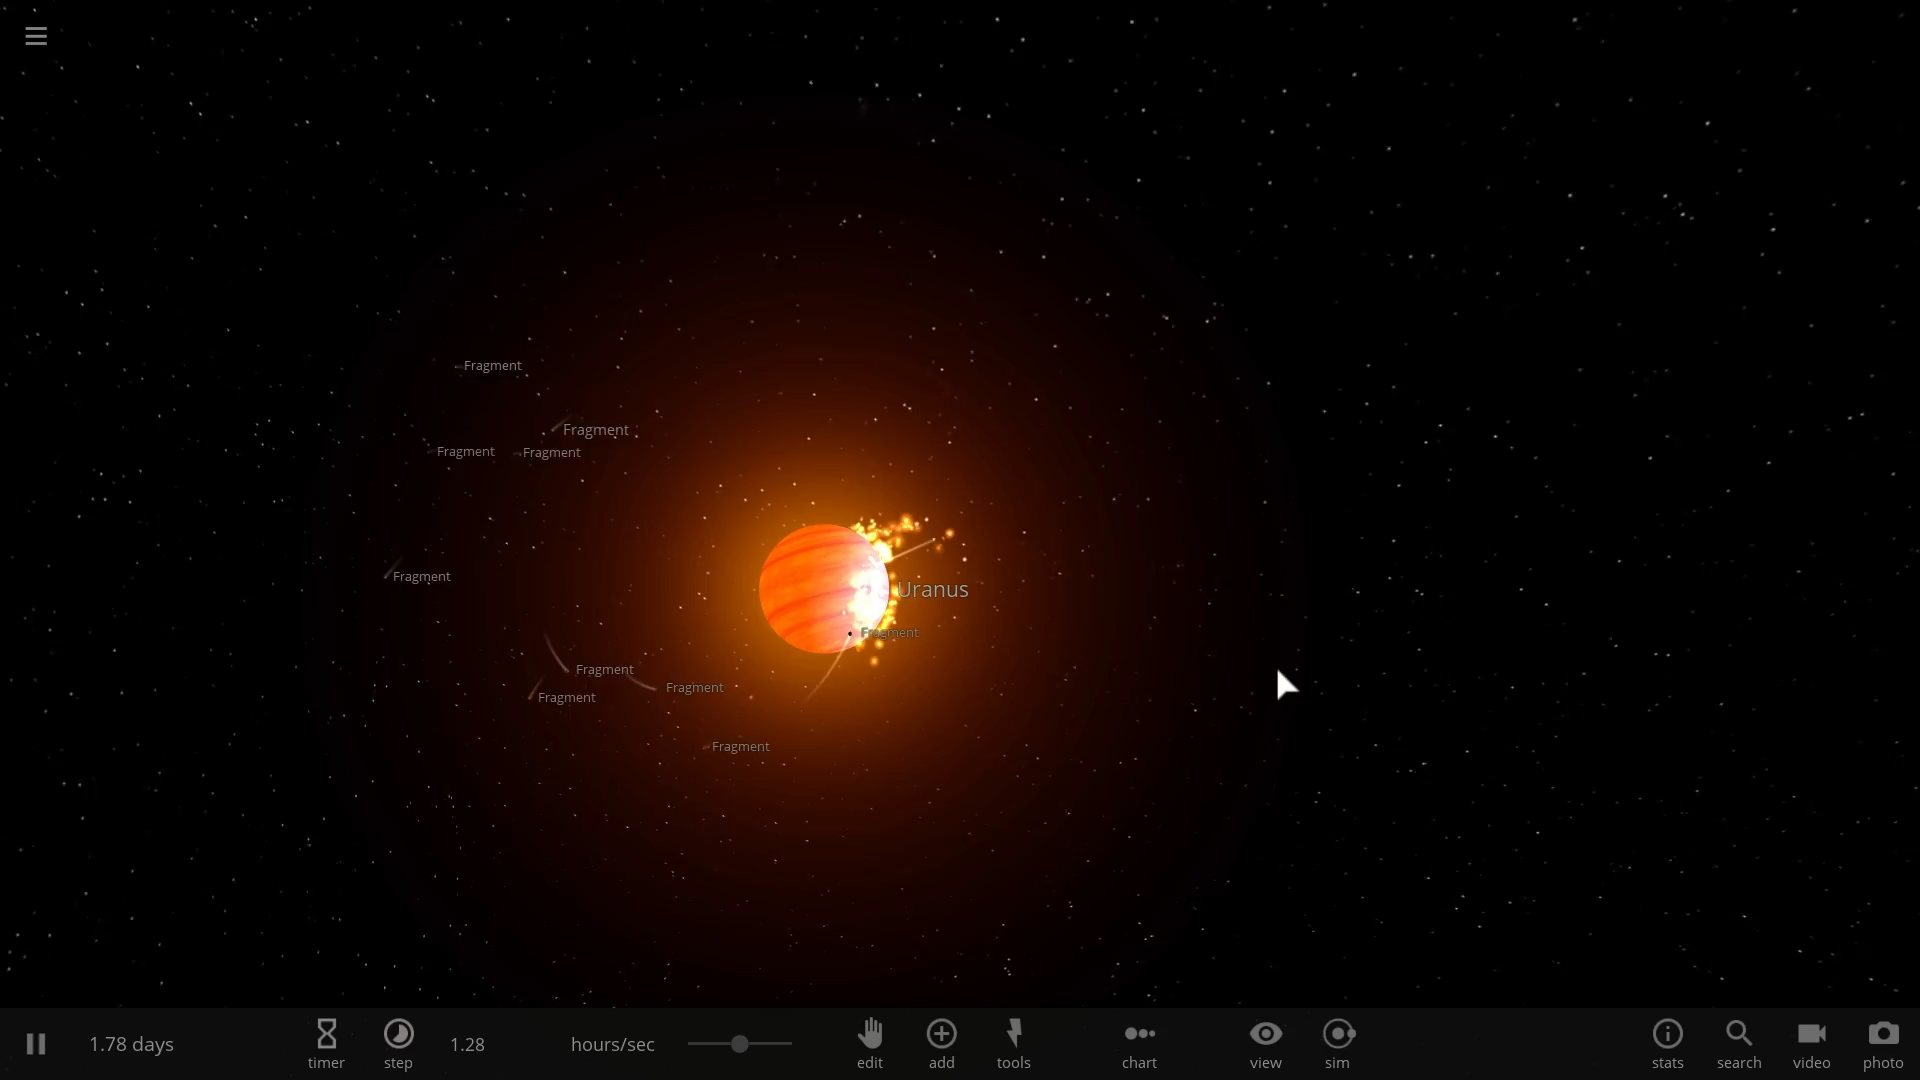 Fragment
Fragment
Fragment
Fragment
Fragment
Uranus
Fragment
Fragment
Fragment
Fragment
Fragment
1.78 days
timer
step
1.28
hours/sec
edit
add
tools
chart
view
sim
stats
search
video
photo